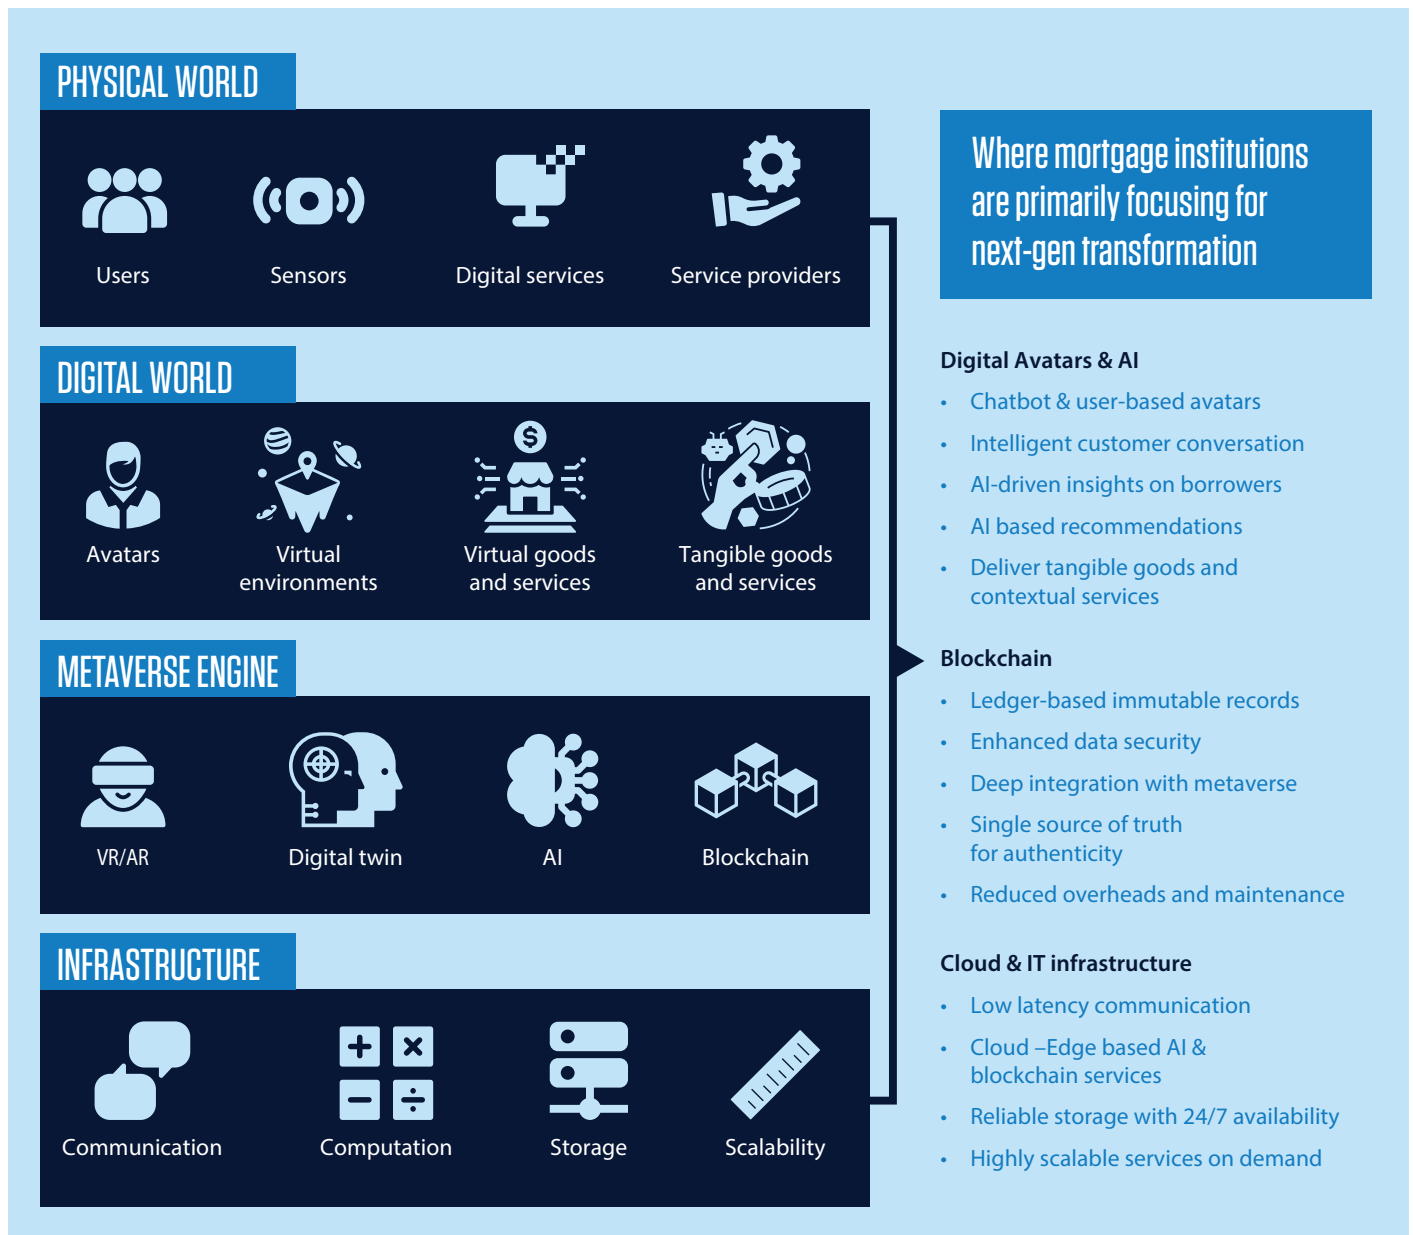 PHYSICAL WORLD
Users
Sensors
Digital services
Service providers
DIGITAL WORLD
$
Avatars
Virtual
environments
Virtual goods
and services
Tangible goods
and services
METAVERSE ENGINE
VR/AR
Digital twin
AI
Blockchain
INFRASTRUCTURE
+ ×
− ÷
Communication
Computation
Storage
Scalability
Where mortgage institutions
are primarily focusing for
next-gen transformation
Digital Avatars & AI
• Chatbot & user-based avatars
• Intelligent customer conversation
• AI-driven insights on borrowers
• AI based recommendations
• Deliver tangible goods and
contextual services
Blockchain
• Ledger-based immutable records
• Enhanced data security
• Deep integration with metaverse
• Single source of truth
for authenticity
• Reduced overheads and maintenance
Cloud & IT infrastructure
• Low latency communication
• Cloud –Edge based AI &
blockchain services
• Reliable storage with 24/7 availability
• Highly scalable services on demand